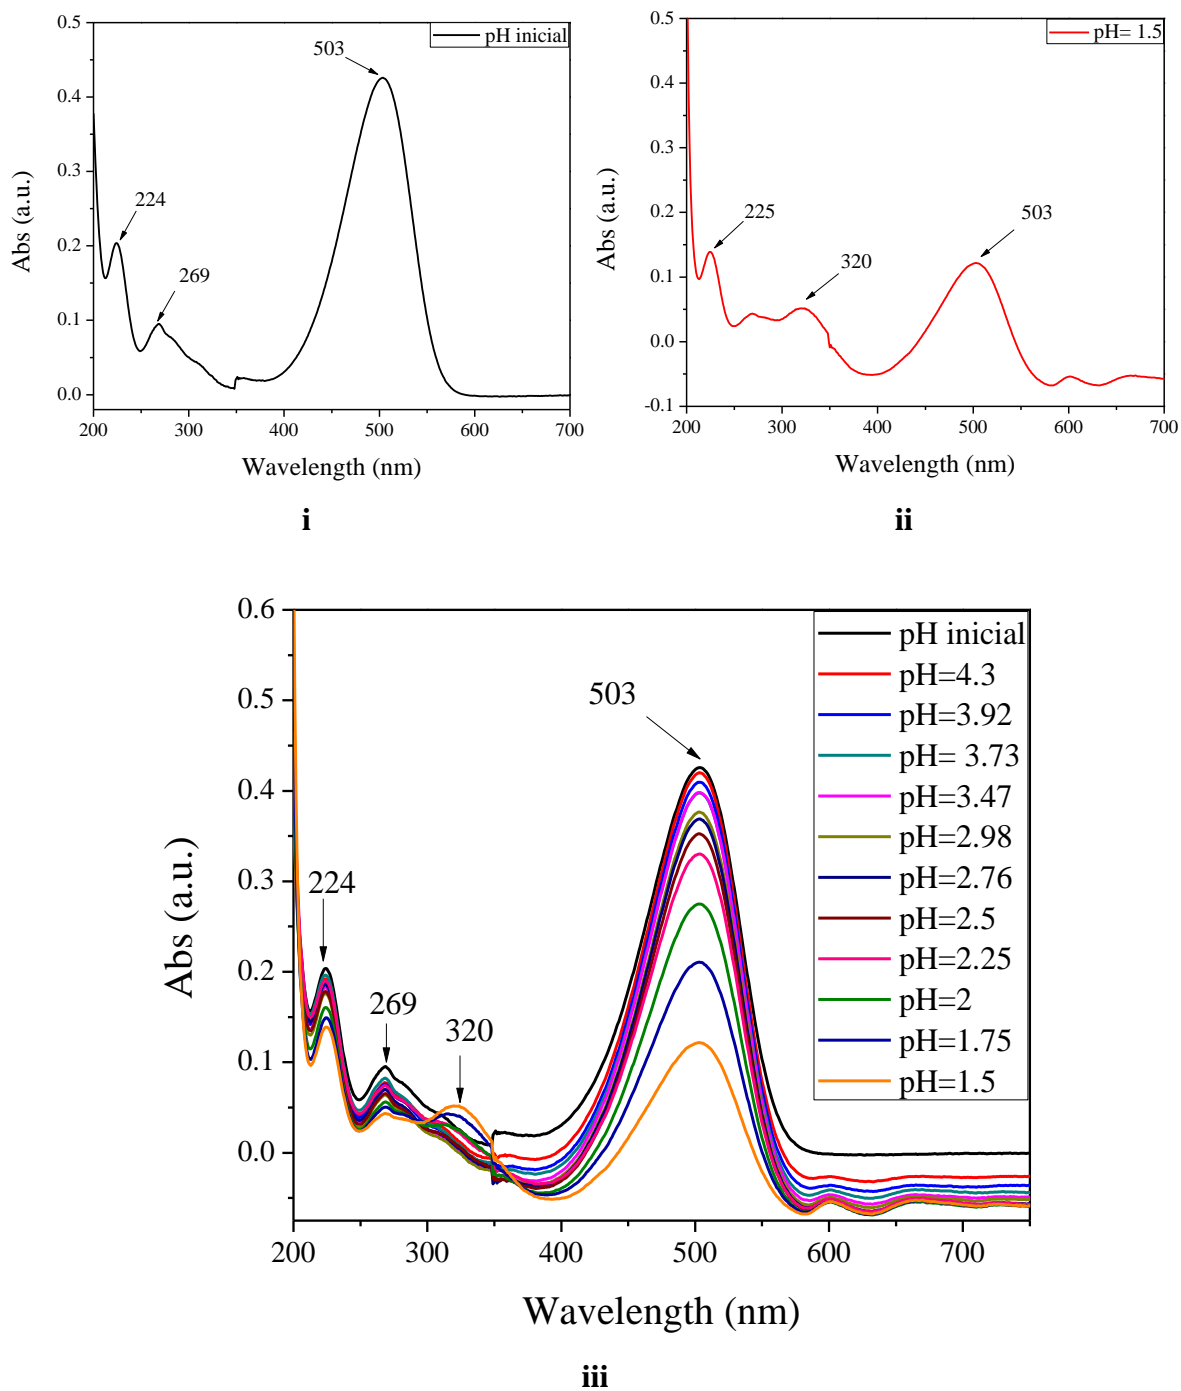 0.5
0.4
0.3
0.2
0.1
0.0
Abs (a.u.)
pH inicial
503
224
269
200 300 400 500 600 700
Wavelength (nm)
i
0.5
0.4
0.3
0.2
0.1
0.0
-0.1
Abs (a.u.)
pH= 1.5
225
320
503
200 300 400 500 600 700
Wavelength (nm)
ii
0.6
0.5
0.4
0.3
0.2
0.1
0.0
Abs (a.u.)
503
224
269
320
pH inicial
pH=4.3
pH=3.92
pH= 3.73
pH=3.47
pH=2.98
pH=2.76
pH=2.5
pH=2.25
pH=2
pH=1.75
pH=1.5
200 300 400 500 600 700
Wavelength (nm)
iii